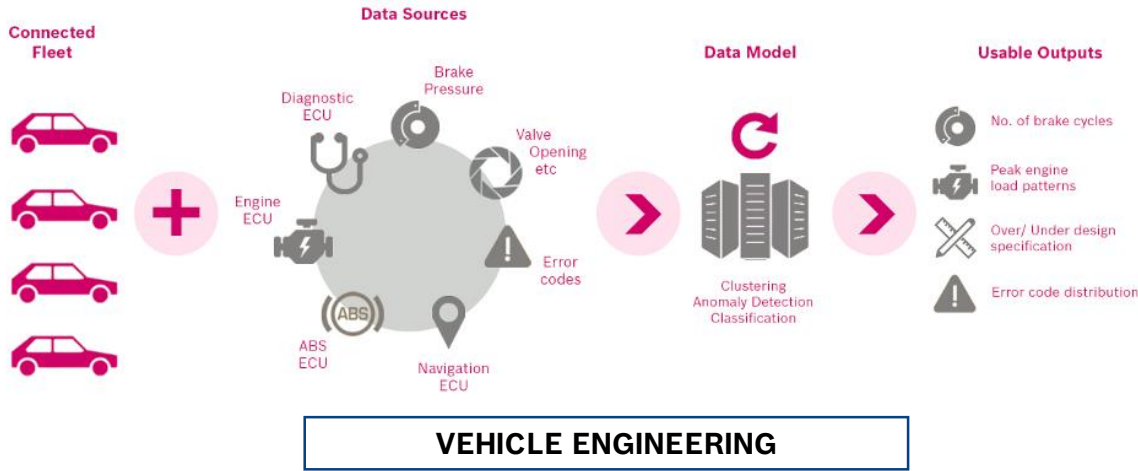 Connected
Fleet
Data Sources
Diagnostic
ECU
Brake
Pressure
Valve
Opening
etc
Engine
ECU
Error
codes
ABS
ABS
ECU
Navigation
ECU
Data Model
Clustering
Anomaly Detection
Classification
Usable Outputs
No. of brake cycles
Peak engine
load patterns
Over/ Under design
specification
Error code distribution
VEHICLE ENGINEERING